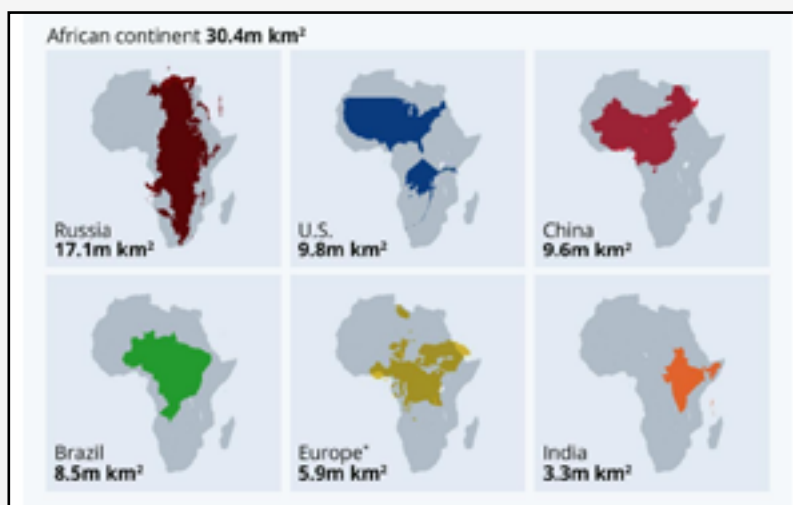 African continent 30.4m km²
Russia
17.1m km²
U.S.
9.8m km²
China
9.6m km²
Brazil
8.5m km²
Europe*
5.9m km²
India
3.3m km²